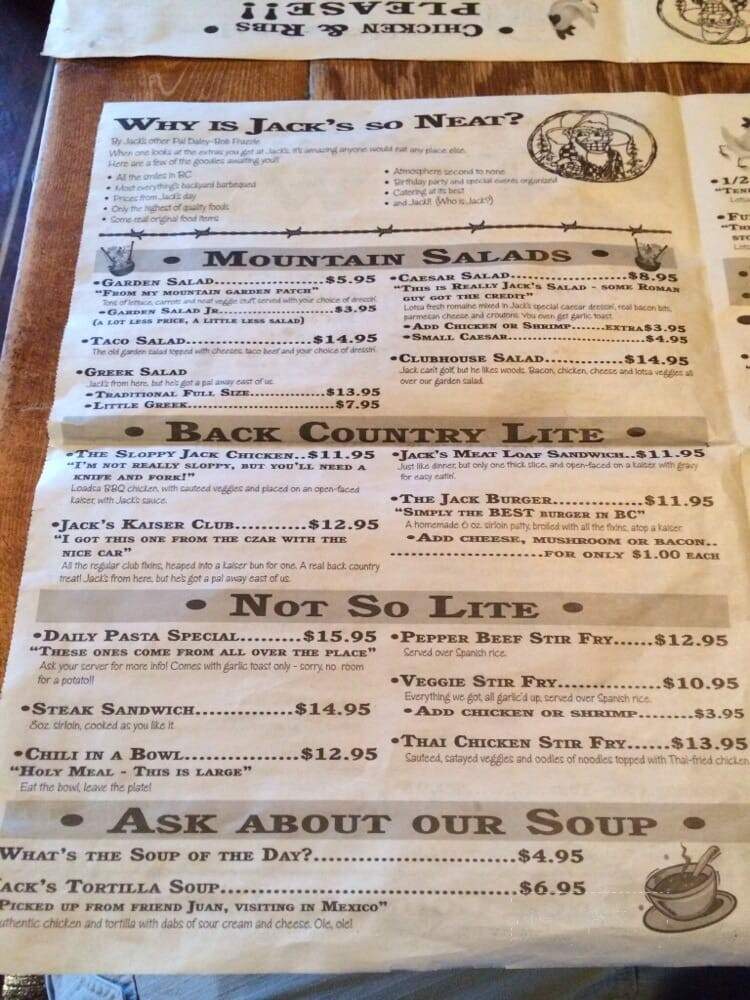 CHICKEN & RIBS
PLEASE!!
WHY IS JACK'S SO NEAT?
By Jack's other Pal Daley-Bob Frazzle
When one looks at the extras you get at Jack's, it's amazing anyone would eat any place else.
Here are a few of the goodies awaiting you!!
• All the smiles in BC
• Most everything's backyard barbequed
• Prices from Jack's day
• Only the highest of quality foods
• Some real original food items
• Atmosphere second to none
• Birthday party and special events organized
• Catering at its best
• and Jack!! (Who is Jack?)
• MOUNTAIN SALADS •
•GARDEN SALAD...................$5.95
"FROM MY MOUNTAIN GARDEN PATCH"
Tons of lettuce, carrots and neat veggie stuff, served with your choice of dressin'.
•GARDEN SALAD JR...................$3.95
(A LOT LESS PRICE, A LITTLE LESS SALAD)
•TACO SALAD...................$14.95
The old garden salad topped with cheeses, taco beef and your choice of dressin'.
•GREEK SALAD
Jack's from here, but he's got a pal away east of us.
•TRADITIONAL FULL SIZE.............$13.95
•LITTLE GREEK.......................$7.95
•CAESAR SALAD...................$8.95
"THIS IS REALLY JACK'S SALAD - SOME ROMAN
GUY GOT THE CREDIT"
Lotsa fresh romaine mixed in Jack's special caesar dressin', real bacon bits,
parmesan cheese and croutons. You even get garlic toast.
•ADD CHICKEN OR SHRIMP......EXTRA$3.95
•SMALL CAESAR.......................$4.95
•CLUBHOUSE SALAD...............$14.95
Jack can't golf, but he likes woods. Bacon, chicken, cheese and lotsa veggies all
over our garden salad.
• BACK COUNTRY LITE •
•THE SLOPPY JACK CHICKEN..$11.95
"I'M NOT REALLY SLOPPY, BUT YOU'LL NEED A
KNIFE AND FORK!"
Loadsa BBQ chicken, with sauteed veggies and placed on an open-faced
kaiser, with Jack's sauce.
•JACK'S KAISER CLUB..........$12.95
"I GOT THIS ONE FROM THE CZAR WITH THE
NICE CAR"
All the regular club fixins, heaped into a kaiser bun for one. A real back country
treat! Jack's from here, but he's got a pal away east of us.
•JACK'S MEAT LOAF SANDWICH..$11.95
Just like dinner, but only one thick slice, and open-faced on a kaiser with gravy
for easy eatin'.
•THE JACK BURGER.............$11.95
"SIMPLY THE BEST BURGER IN BC"
A homemade 6 oz. sirloin patty, broiled with all the fixins, atop a kaiser.
•ADD CHEESE, MUSHROOM OR BACON..
......................FOR ONLY $1.00 EACH
• NOT SO LITE •
•DAILY PASTA SPECIAL.........$15.95
"THESE ONES COME FROM ALL OVER THE PLACE"
Ask your server for more info! Comes with garlic toast only - sorry, no room
for a potato!!
•STEAK SANDWICH..............$14.95
8oz. sirloin, cooked as you like it.
•CHILI IN A BOWL..............$12.95
"HOLY MEAL - THIS IS LARGE"
Eat the bowl, leave the plate!
•PEPPER BEEF STIR FRY......$12.95
Served over Spanish rice.
•VEGGIE STIR FRY.............$10.95
Everything we got, all garlic'd up, served over Spanish rice.
•ADD CHICKEN OR SHRIMP........$3.95
•THAI CHICKEN STIR FRY......$13.95
Sauteed, satayed veggies and oodles of noodles topped with Thai-fried chicken
• ASK ABOUT OUR SOUP •
WHAT'S THE SOUP OF THE DAY?....................$4.95
ACK'S TORTILLA SOUP.............................$6.95
PICKED UP FROM FRIEND JUAN, VISITING IN MEXICO"
uthentic chicken and tortilla with dabs of sour cream and cheese. Ole, ole!
•1/2